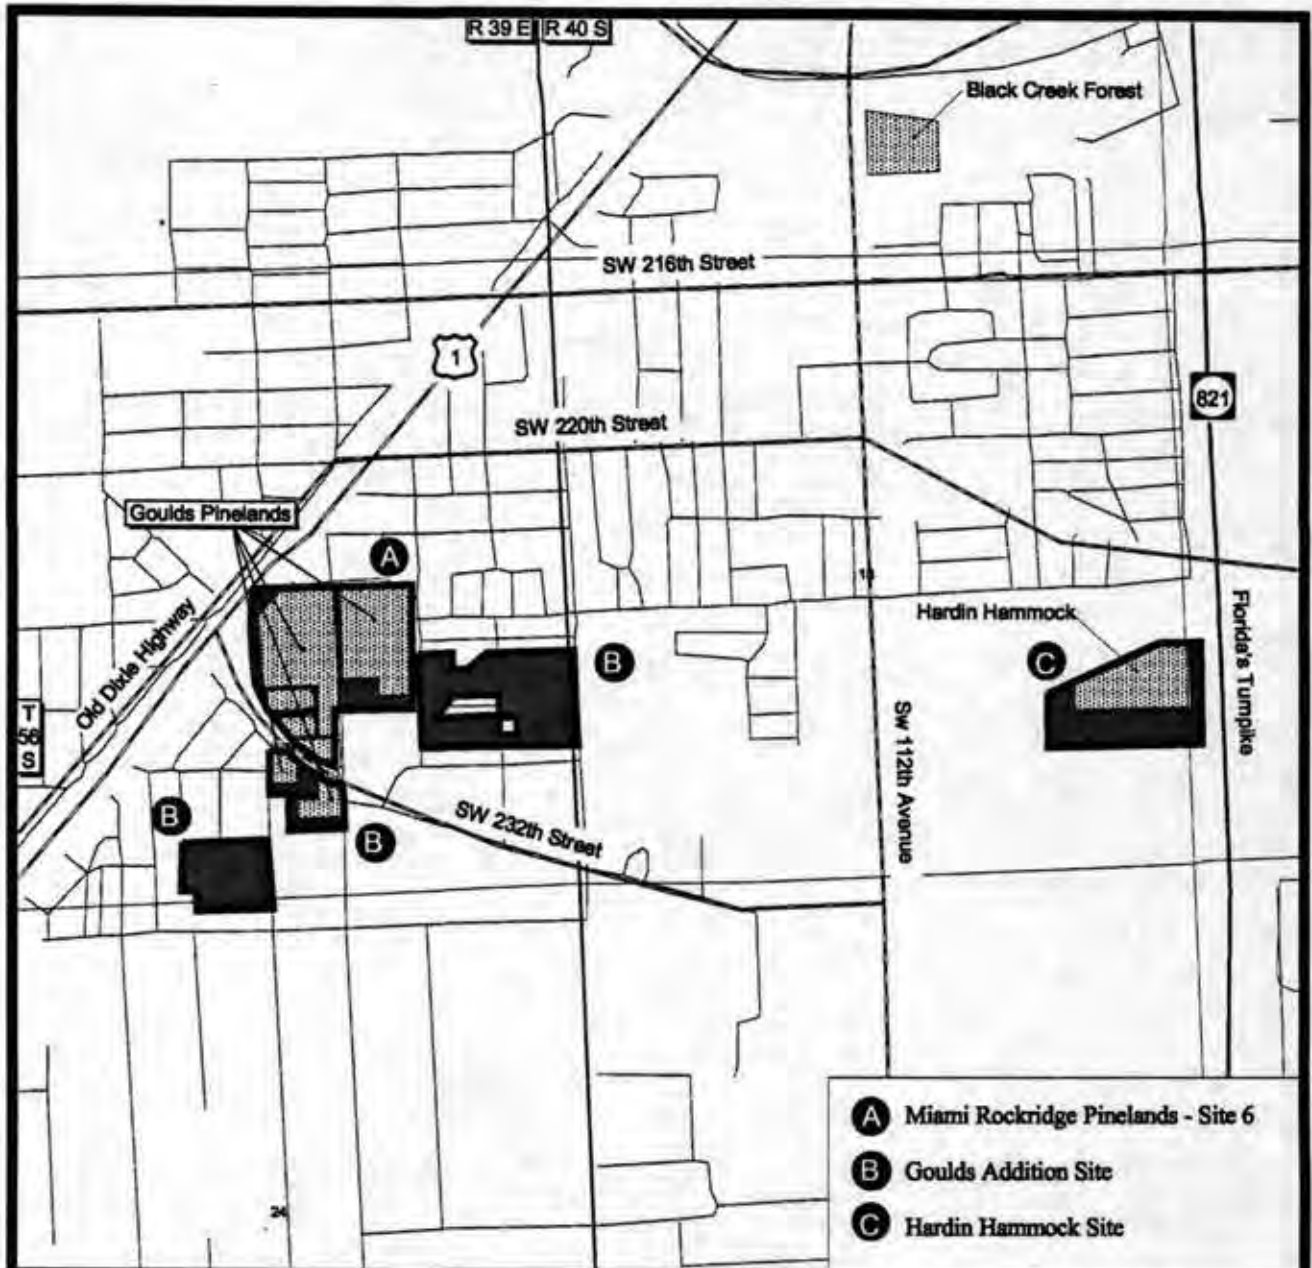 R 39 E R 40 S
Black Creek Forest
SW 216th Street
1
821
SW 220th Street
Goulds Pinelands
A
13
Hardin Hammock
Old Dixie Highway
B
C
Florida's Turnpike
T
56
S
Sw 112th Avenue
B
SW 232th Street
B
24
A Miami Rockridge Pinelands - Site 6
B Goulds Addition Site
C Hardin Hammock Site